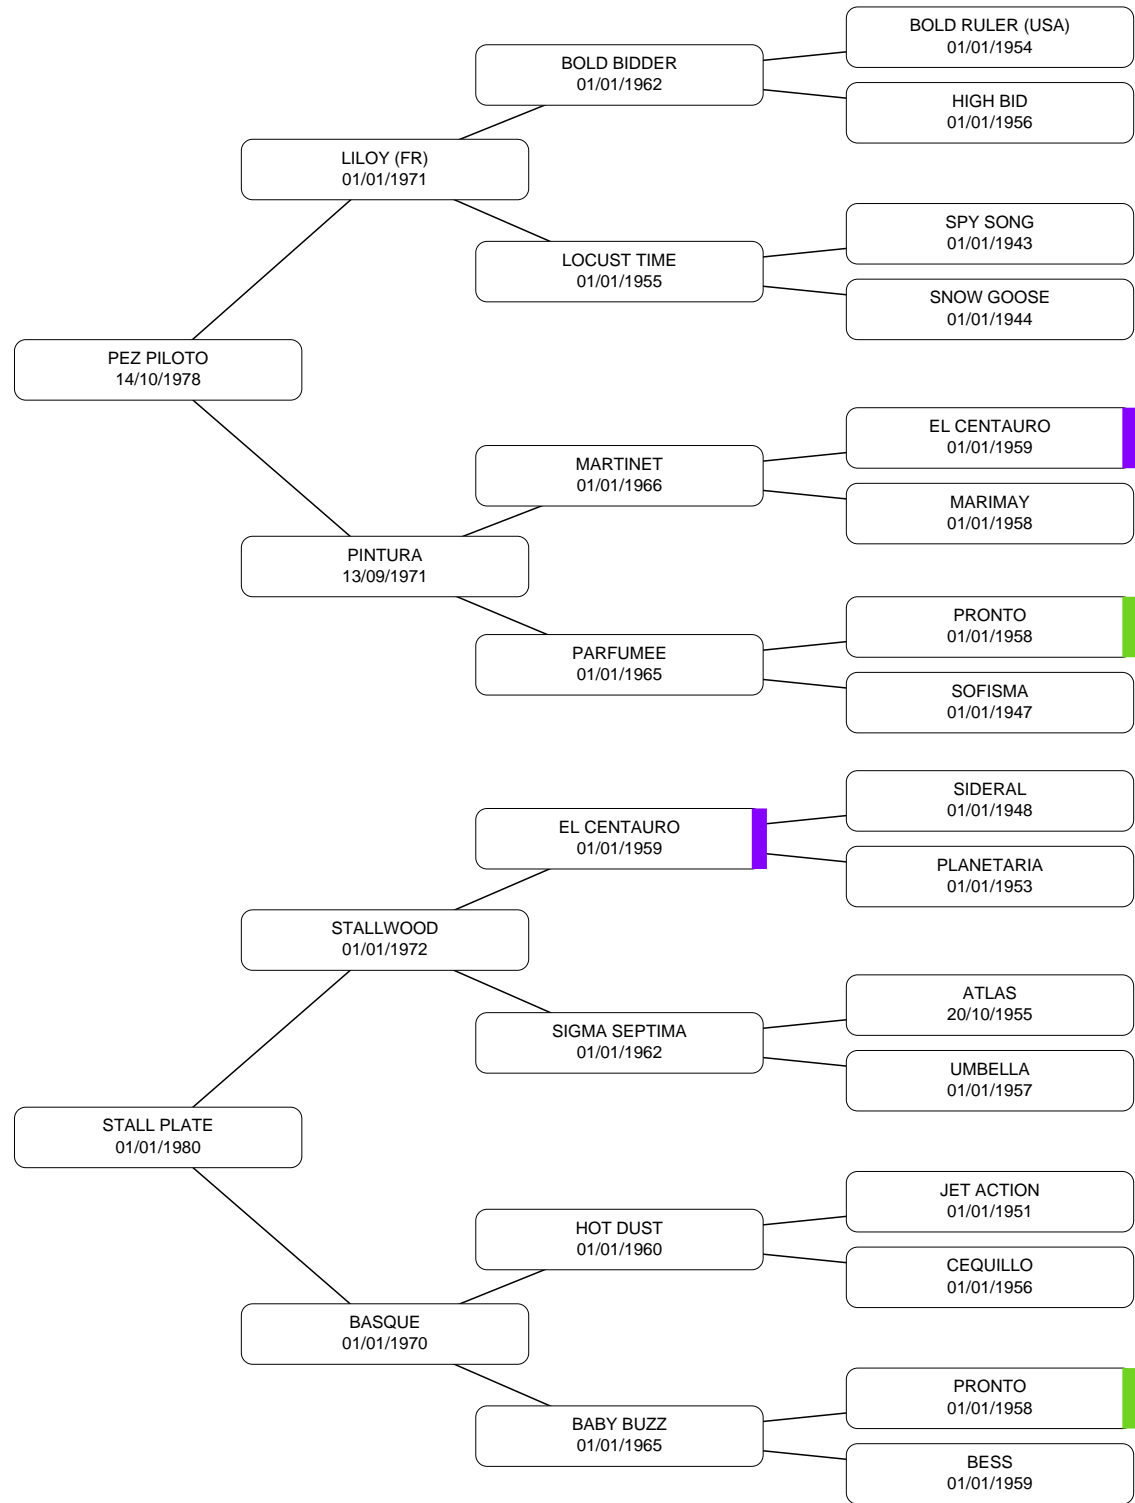 BOLD RULER (USA)
01/01/1954
BOLD BIDDER
01/01/1962
HIGH BID
01/01/1956
LILOY (FR)
01/01/1971
SPY SONG
01/01/1943
LOCUST TIME
01/01/1955
SNOW GOOSE
01/01/1944
PEZ PILOTO
14/10/1978
EL CENTAURO
01/01/1959
MARTINET
01/01/1966
MARIMAY
01/01/1958
PINTURA
13/09/1971
PRONTO
01/01/1958
PARFUMEE
01/01/1965
SOFISMA
01/01/1947
SIDERAL
01/01/1948
EL CENTAURO
01/01/1959
PLANETARIA
01/01/1953
STALLWOOD
01/01/1972
ATLAS
20/10/1955
SIGMA SEPTIMA
01/01/1962
UMBELLA
01/01/1957
STALL PLATE
01/01/1980
JET ACTION
01/01/1951
HOT DUST
01/01/1960
CEQUILLO
01/01/1956
BASQUE
01/01/1970
PRONTO
01/01/1958
BABY BUZZ
01/01/1965
BESS
01/01/1959